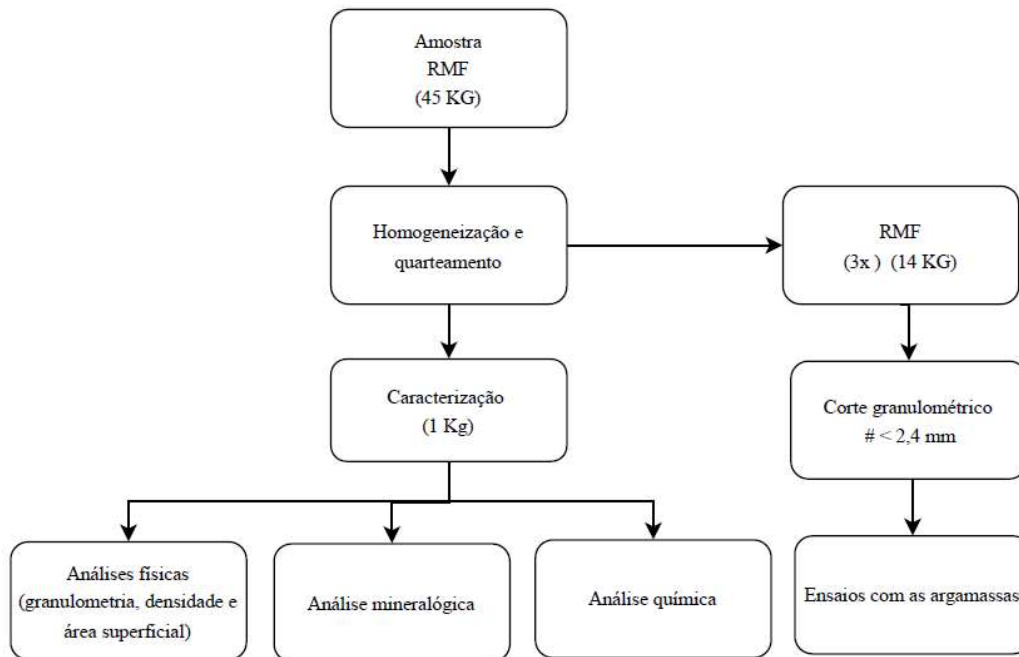 Amostra
RMF
(45 KG)
Homogeneização e
quarteamento
RMF
(3x ) (14 KG)
Caracterização
(1 Kg)
Corte granulométrico
# < 2,4 mm
Análises físicas
(granulometria, densidade e
área superficial)
Análise mineralógica
Análise química
Ensaios com as argamassas